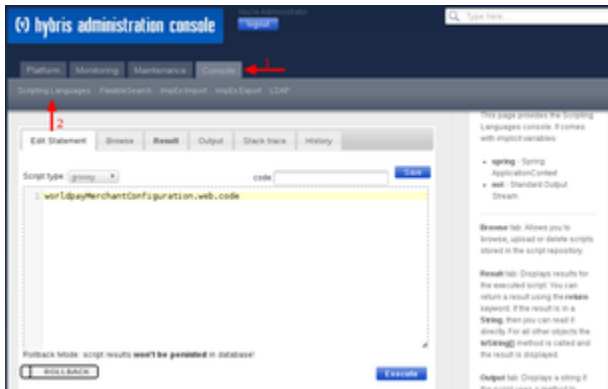 (·) hybris administration console
You're Administrator
logout
Type here...
Platform Monitoring Maintenance Console
1
Scripting Languages FlexibleSearch ImpEx Import ImpEx Export LDAP
2
Edit Statement Browse Result Output Stack trace History
Script type groovy code Save
1 worldpayMerchantConfiguration.web.code
Rollback Mode: script results won't be persisted in database!
ROLLBACK Execute
This page provides the Scripting
Languages console. It comes
with implicit variables:
• spring - Spring
ApplicationContext
• out - Standard Output
Stream
Browse tab: Allows you to
browse, upload or delete scripts
stored in the script repository.
Result tab: Displays results for
the executed script. You can
return a result using the return
keyword. If the result is in a
String, then you can read it
directly. For all other objects the
toString() method is called and
the result is displayed.
Output tab: Displays a string if